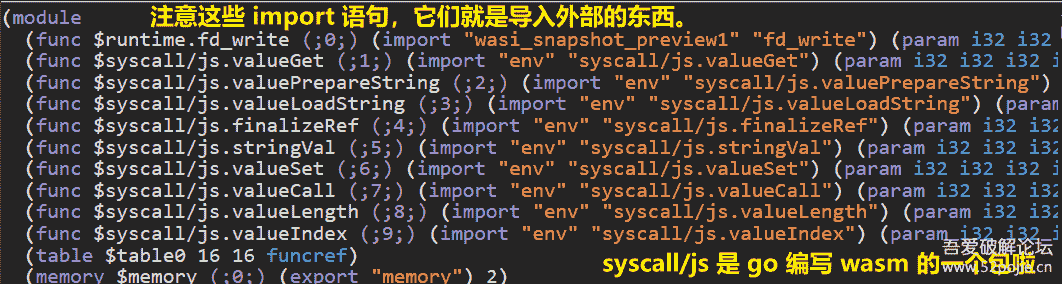 (module 注意这些 import 语句，它们就是导入外部的东西。
(func $runtime.fd_write (;0;) (import "wasi_snapshot_preview1" "fd_write") (param i32 i32
(func $syscall/js.valueGet (;1;) (import "env" "syscall/js.valueGet") (param i32 i32 i32 i
(func $syscall/js.valuePrepareString (;2;) (import "env" "syscall/js.valuePrepareString")
(func $syscall/js.valueLoadString (;3;) (import "env" "syscall/js.valueLoadString") (param
(func $syscall/js.finalizeRef (;4;) (import "env" "syscall/js.finalizeRef") (param i32 i32
(func $syscall/js.stringVal (;5;) (import "env" "syscall/js.stringVal") (param i32 i32 i32
(func $syscall/js.valueSet (;6;) (import "env" "syscall/js.valueSet") (param i32 i32 i32 i
(func $syscall/js.valueCall (;7;) (import "env" "syscall/js.valueCall") (param i32 i32 i32
(func $syscall/js.valueLength (;8;) (import "env" "syscall/js.valueLength") (param i32 i32
(func $syscall/js.valueIndex (;9;) (import "env" "syscall/js.valueIndex") (param i32 i32 i
(table $table0 16 16 funcref)
吾爱破解论坛
(memory $memory (;0;) (export "memory") 2)
syscall/js 是 go 编写 wasm 的一个包啦
www.52pojie.cn